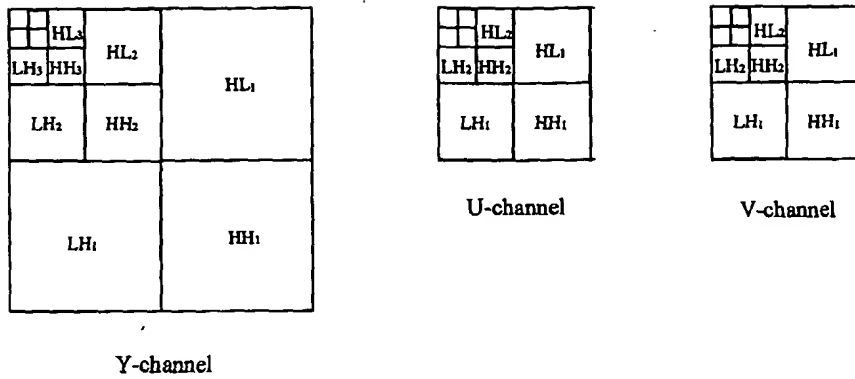 HL₃
HL₂
LH₃ HH₃
HL₁
LH₂ HH₂
LH₁ HH₁
Y-channel
HL₂
HL₁
LH₂ HH₂
LH₁ HH₁
U-channel
HL₂
HL₁
LH₂ HH₂
LH₁ HH₁
V-channel